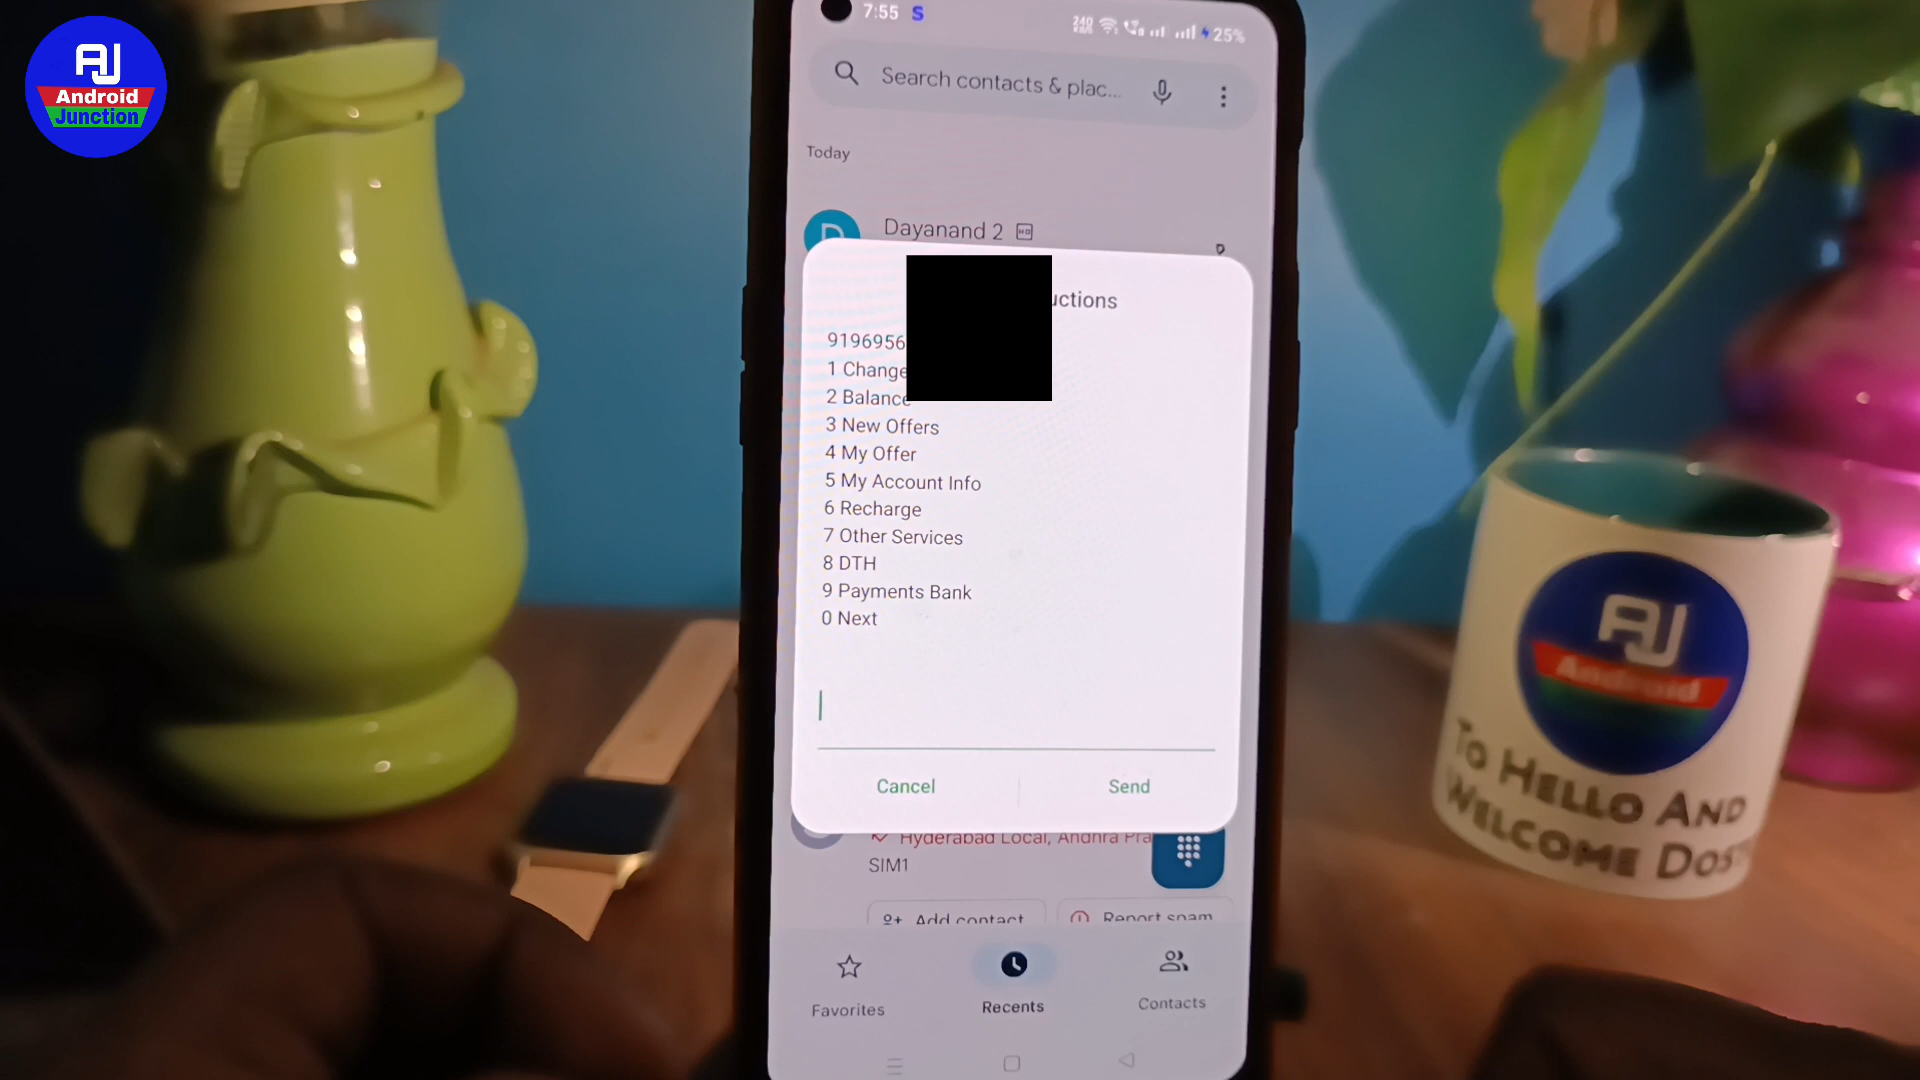 AJ
Android
Junction
7:55 S
25%
Search contacts & plac...
Today
Dayanand 2
uctions
9196956
1 Change
2 Balance
3 New Offers
4 My Offer
5 My Account Info
6 Recharge
7 Other Services
8 DTH
9 Payments Bank
0 Next
Cancel Send
Hyderabad Local, Andhra Pra
SIM1
Add contact Report spam
Favorites Recents Contacts
AJ
Android
To Hello And
Welcome Dos